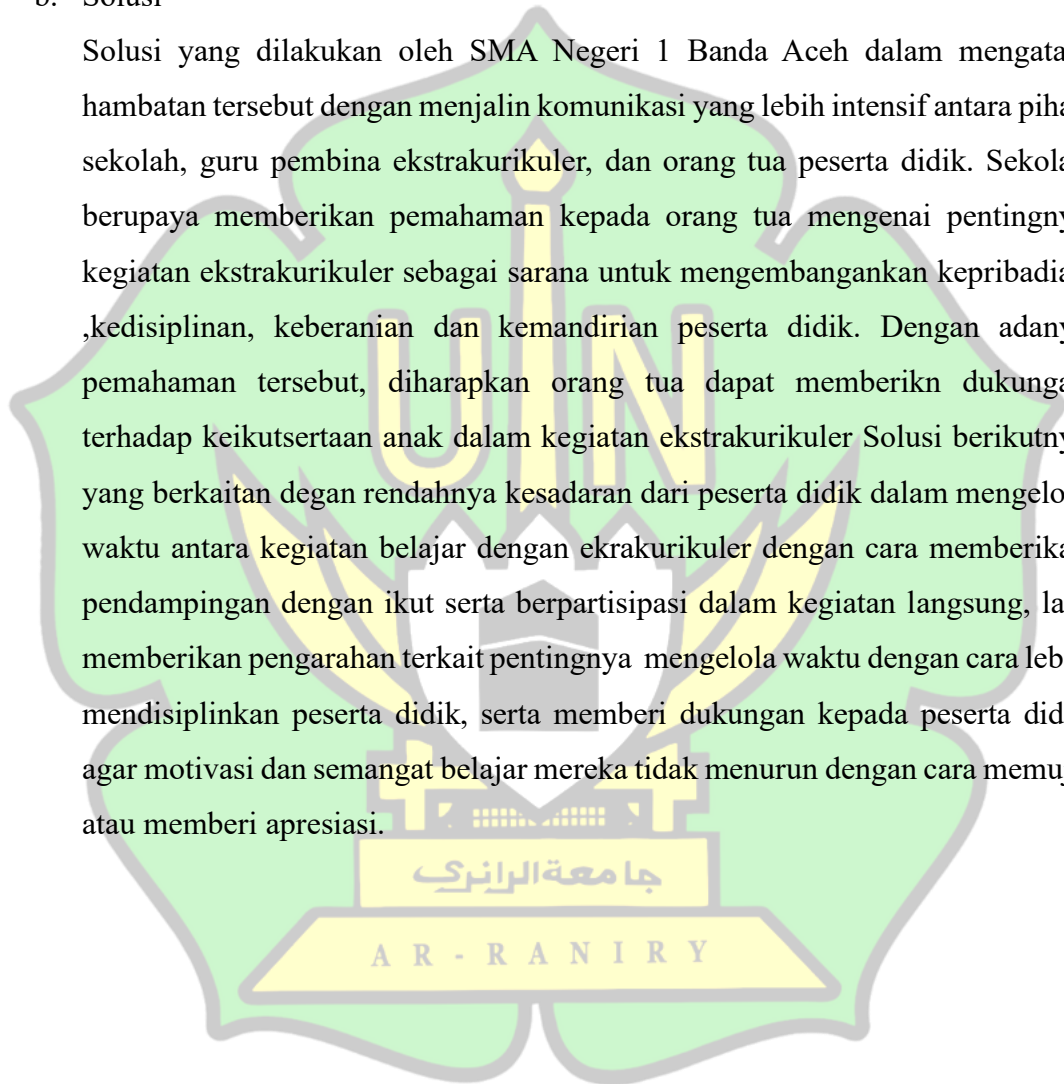 b. Solusi
Solusi yang dilakukan oleh SMA Negeri 1 Banda Aceh dalam mengata
hambatan tersebut dengan menjalin komunikasi yang lebih intensif antara piha
sekolah, guru pembina ekstrakurikuler, dan orang tua peserta didik. Sekola
berupaya memberikan pemahaman kepada orang tua mengenai pentingny
kegiatan ekstrakurikuler sebagai sarana untuk mengembangankan kepribadia
,kedisiplinan, keberanian dan kemandirian peserta didik. Dengan adany
pemahaman tersebut, diharapkan orang tua dapat memberikn dukunga
terhadap keikutsertaan anak dalam kegiatan ekstrakurikuler Solusi berikutny
yang berkaitan degan rendahnya kesadaran dari peserta didik dalam mengelo
waktu antara kegiatan belajar dengan ekrakurikuler dengan cara memberika
pendampingan dengan ikut serta berpartisipasi dalam kegiatan langsung, la
memberikan pengarahan terkait pentingnya mengelola waktu dengan cara leb
mendisiplinkan peserta didik, serta memberi dukungan kepada peserta did
agar motivasi dan semangat belajar mereka tidak menurun dengan cara memuj
atau memberi apresiasi.
UIN
جامعة الرانري
AR-RANIRY